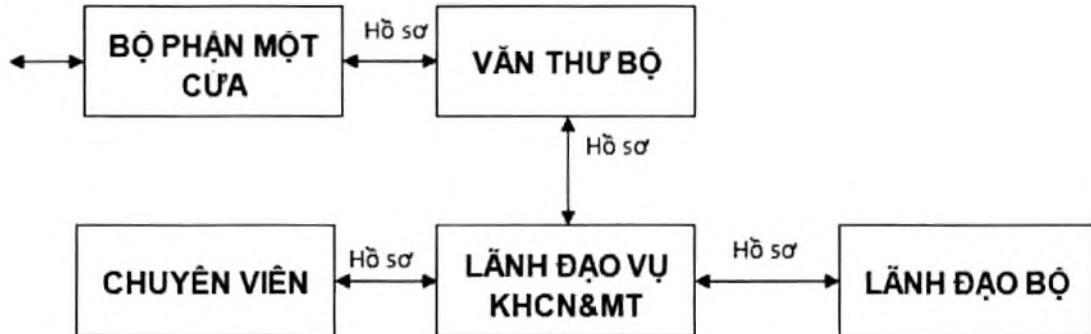 BỘ PHẬN MỘT
CỬA
Hồ sơ
VĂN THƯ BỘ
Hồ sơ
CHUYÊN VIÊN
Hồ sơ
LÃNH ĐẠO VỤ
KHCN&MT
Hồ sơ
LÃNH ĐẠO BỘ